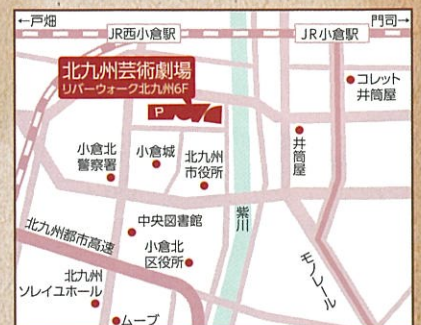 ←戸畑
門司→
JR西小倉駅
JR小倉駅
北九州芸術劇場
リバーウォーク北九州6F
P
コレット
井筒屋
小倉北
警察署
小倉城
北九州
市役所
井筒屋
紫川
中央図書館
小倉北
区役所
北九州都市高速
北九州
ソレイユホール
ムーブ
モノレール